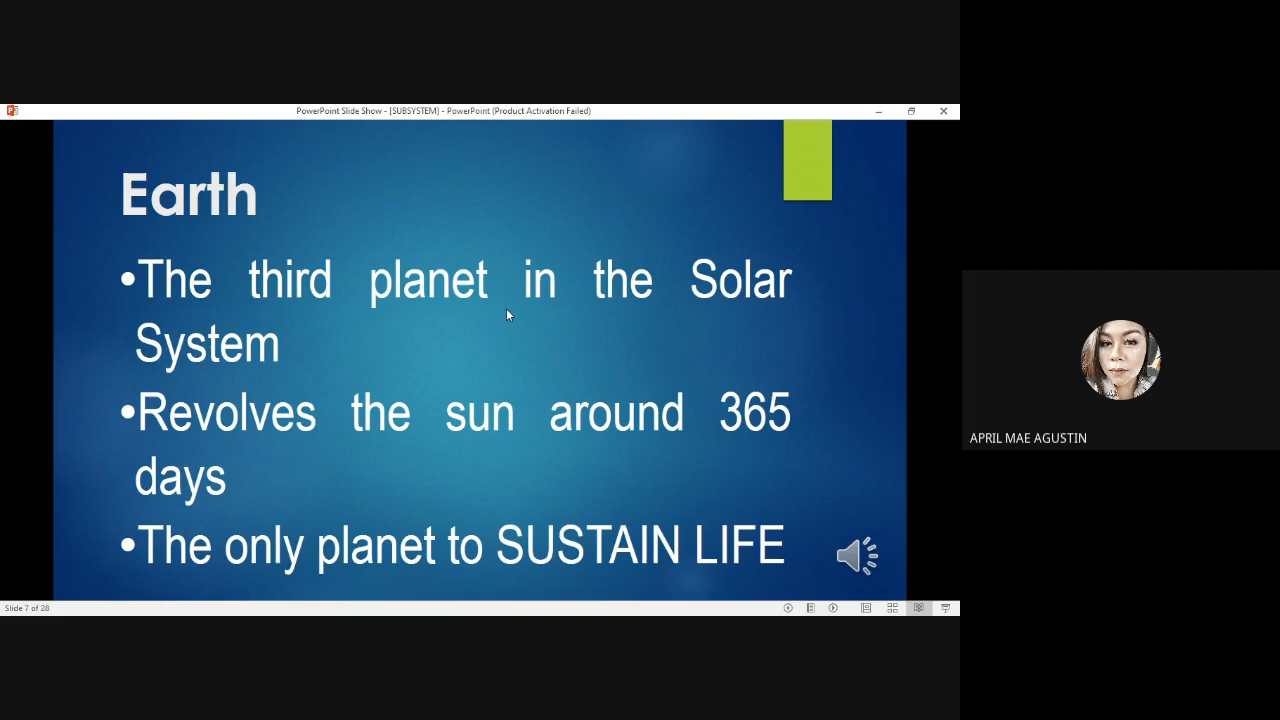 PowerPoint Slide Show - [SUBSYSTEM] - PowerPoint (Product Activation Failed)
Earth
•The third planet in the Solar
System
•Revolves the sun around 365
days
•The only planet to SUSTAIN LIFE
APRIL MAE AGUSTIN
Slide 7 of 28